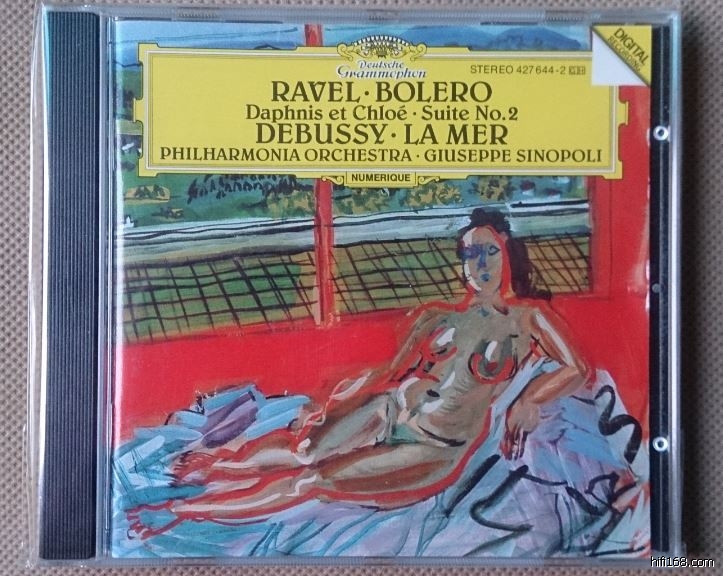 Deutsche
Grammophon
STEREO 427 644-2
DIGITAL
RECORDING
RAVEL · BOLERO
Daphnis et Chloé · Suite No. 2
DEBUSSY · LA MER
PHILHARMONIA ORCHESTRA · GIUSEPPE SINOPOLI
NUMERIQUE
hifi168.com